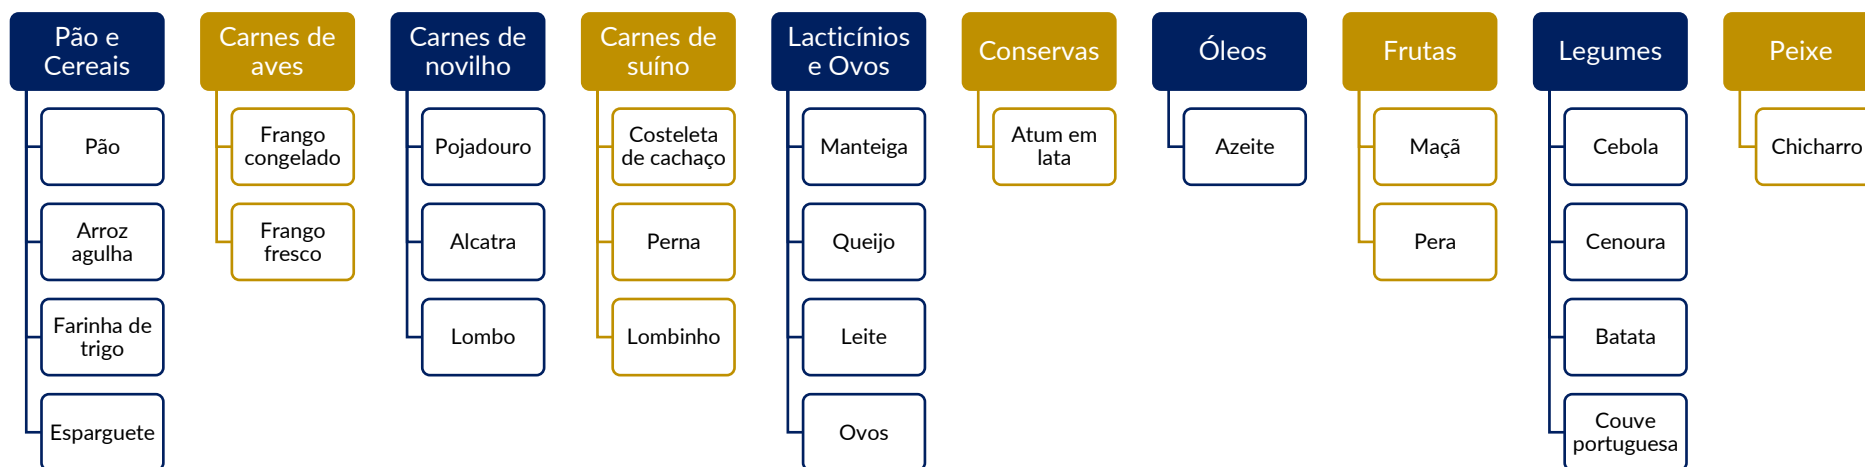 Pão e
Cereais
Pão
Arroz
agulha
Farinha de
trigo
Esparguete
Carnes de
aves
Frango
congelado
Frango
fresco
Carnes de
novilho
Pojadouro
Alcatra
Lombo
Carnes de
suíno
Costeleta
de cachaço
Perna
Lombinho
Lacticínios
e Ovos
Manteiga
Queijo
Leite
Ovos
Conservas
Atum em
lata
Óleos
Azeite
Frutas
Maçã
Pera
Legumes
Cebola
Cenoura
Batata
Couve
portuguesa
Peixe
Chicharro